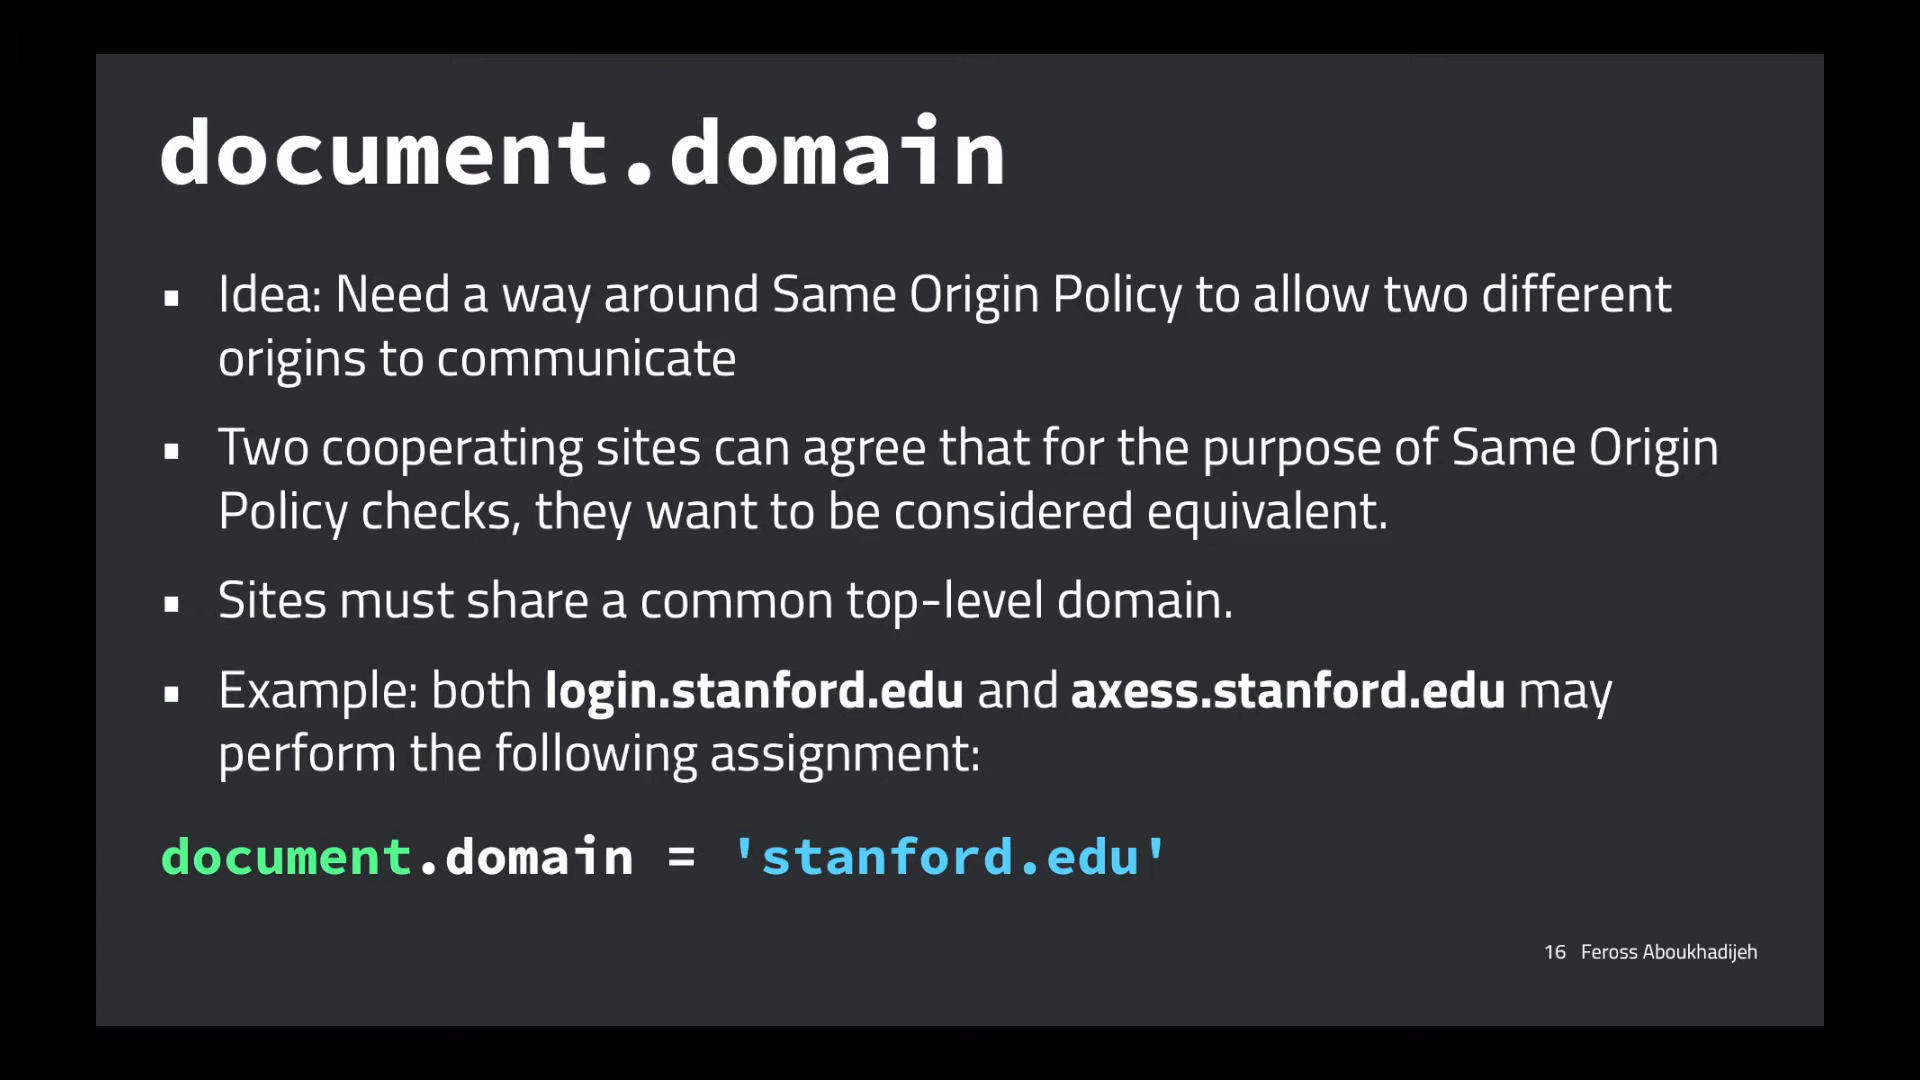 document.domain
▪ Idea: Need a way around Same Origin Policy to allow two different
origins to communicate
▪ Two cooperating sites can agree that for the purpose of Same Origin
Policy checks, they want to be considered equivalent.
▪ Sites must share a common top-level domain.
▪ Example: both login.stanford.edu and axess.stanford.edu may
perform the following assignment:
document.domain = 'stanford.edu'
16 Feross Aboukhadijeh